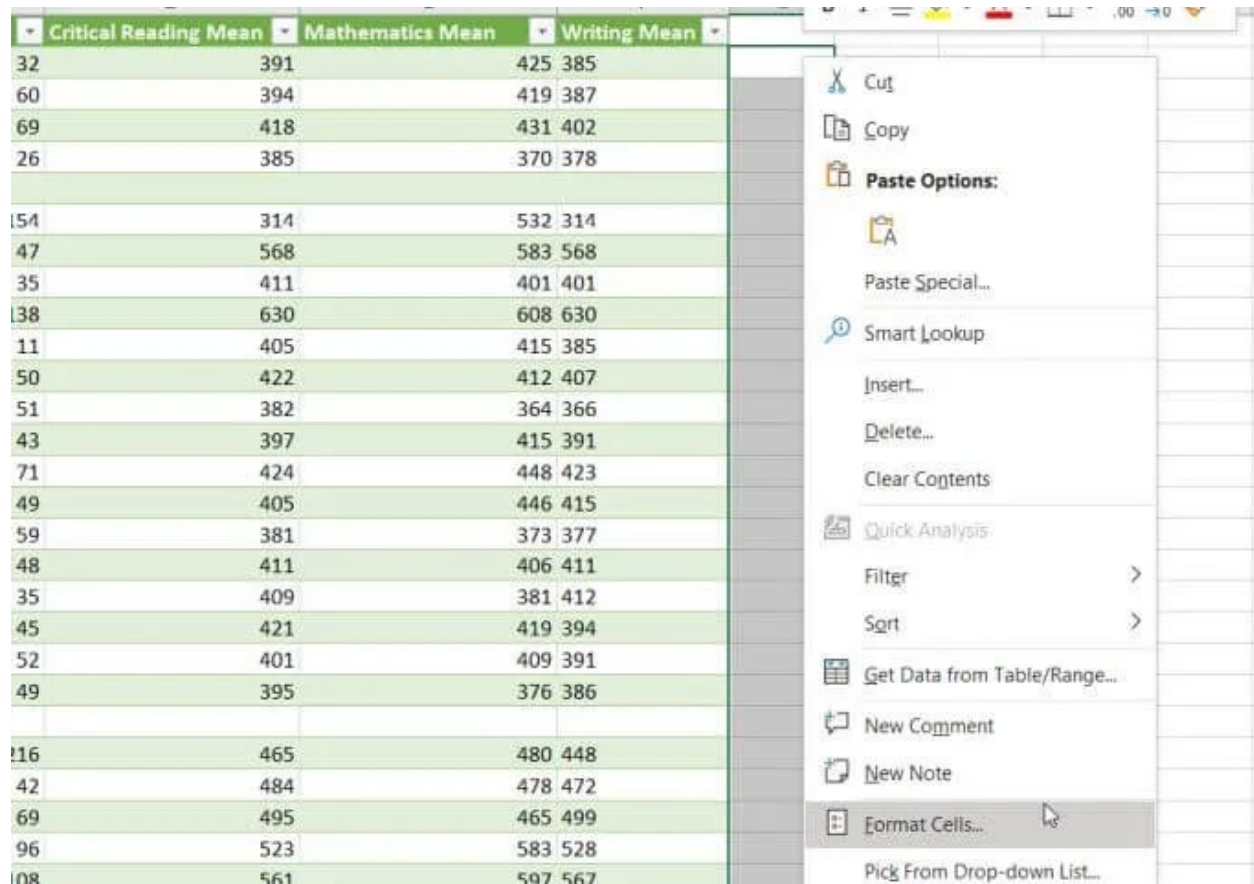 Critical Reading Mean Mathematics Mean Writing Mean
32 391 425 385
60 394 419 387
69 418 431 402
26 385 370 378
154 314 532 314
47 568 583 568
35 411 401 401
138 630 608 630
11 405 415 385
50 422 412 407
51 382 364 366
43 397 415 391
71 424 448 423
49 405 446 415
59 381 373 377
48 411 406 411
35 409 381 412
45 421 419 394
52 401 409 391
49 395 376 386
465 480 448
42 484 478 472
69 495 465 499
96 523 583 528
108 561 597 567
.00
Cut
Copy
Paste Options:
A
Paste Special...
Smart Lookup
Insert...
Delete...
Clear Contents
Quick Analysis
Filter
Sort
Get Data from Table/Range...
New Comment
New Note
Format Cells...
Pick From Drop-down List...